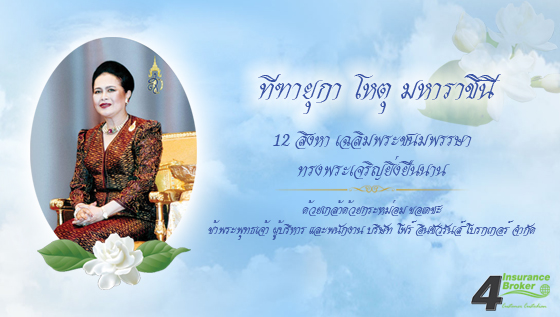 ทีฑายุกา โหตุ มหาราชินี
12 สิงหา เฉลิมพระชนมพรรษา
ทรงพระเจริญยิ่งยืนนาน
ด้วยเกล้าด้วยกระหม่อม ขอเดชะ
ข้าพระพุทธเจ้า ผู้บริหาร และพนักงาน บริษัท โฟร์ อินชัวรันส์ โบรกเกอร์ จำกัด
4 Insurance
Broker